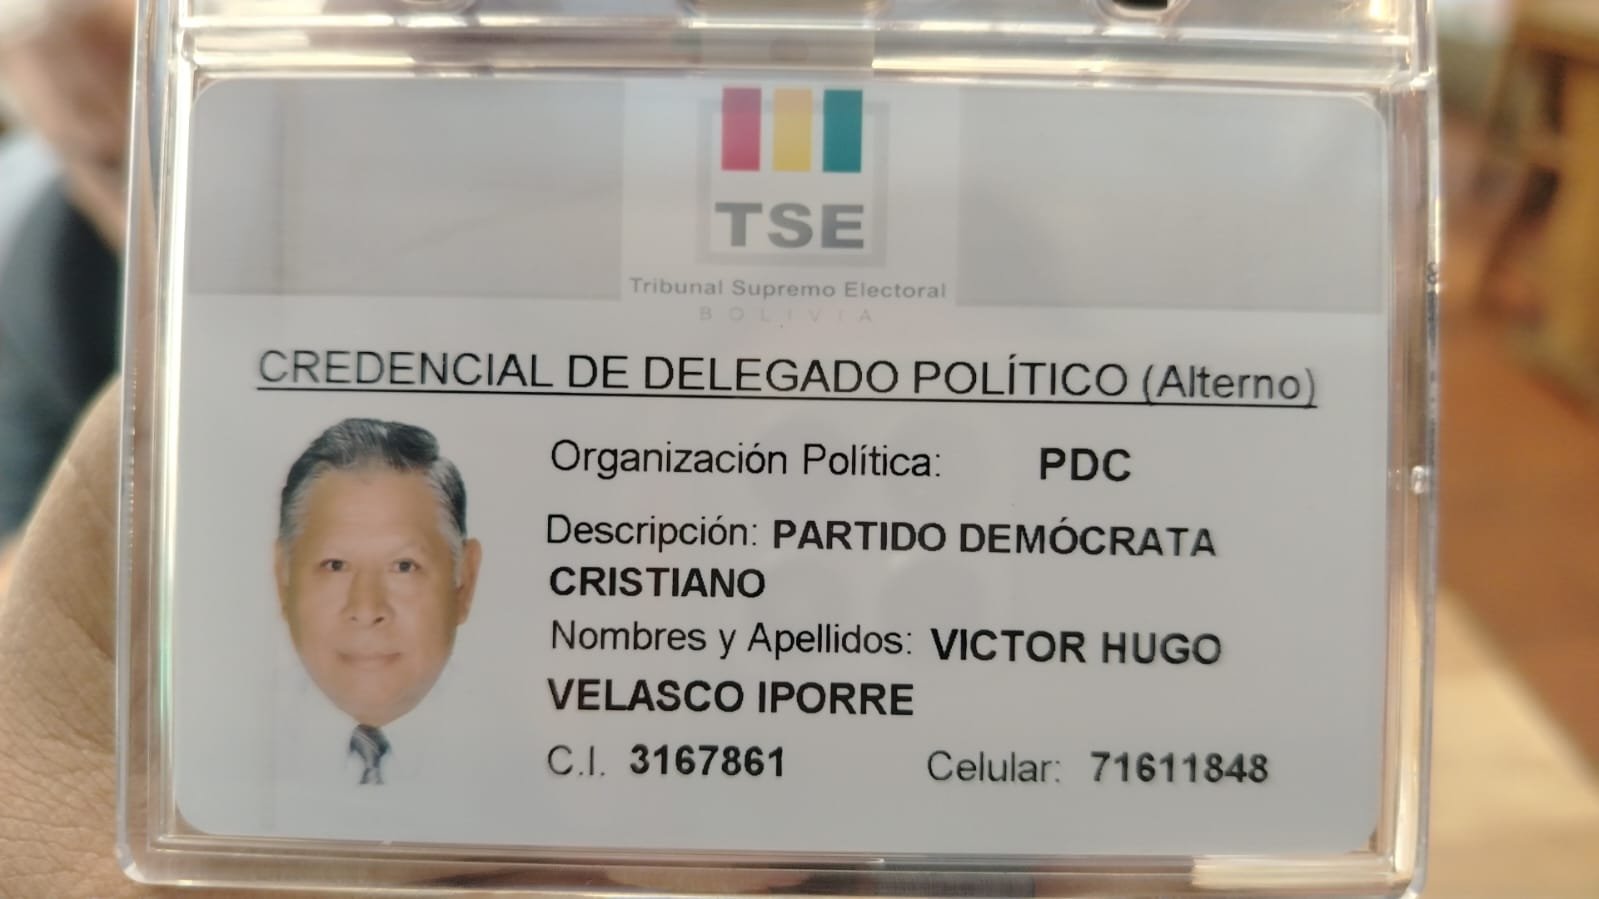 TSE
Tribunal Supremo Electoral
BOLIVIA
CREDENCIAL DE DELEGADO POLÍTICO (Alterno)
Organización Política: PDC
Descripción: PARTIDO DEMÓCRATA
CRISTIANO
Nombres y Apellidos: VICTOR HUGO
VELASCO IPORRE
C.I. 3167861 Celular: 71611848